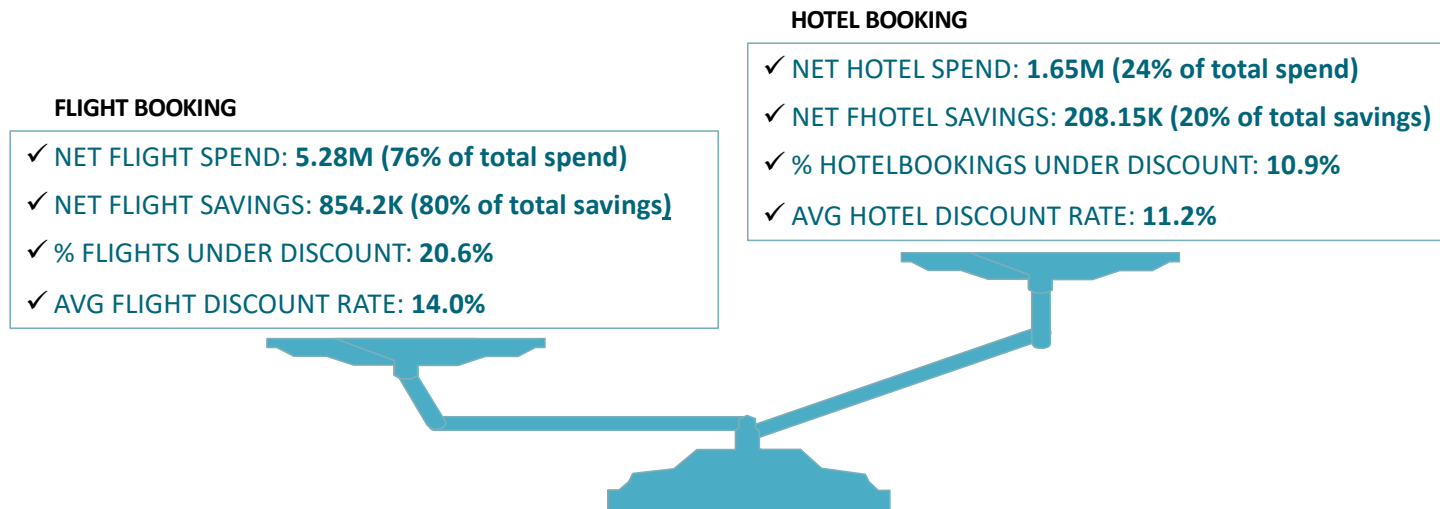 HOTEL BOOKING
✓ NET HOTEL SPEND: 1.65M (24% of total spend)
✓ NET FHOTEL SAVINGS: 208.15K (20% of total savings)
✓ % HOTELBOOKINGS UNDER DISCOUNT: 10.9%
✓ AVG HOTEL DISCOUNT RATE: 11.2%
FLIGHT BOOKING
✓ NET FLIGHT SPEND: 5.28M (76% of total spend)
✓ NET FLIGHT SAVINGS: 854.2K (80% of total savings)
✓ % FLIGHTS UNDER DISCOUNT: 20.6%
✓ AVG FLIGHT DISCOUNT RATE: 14.0%